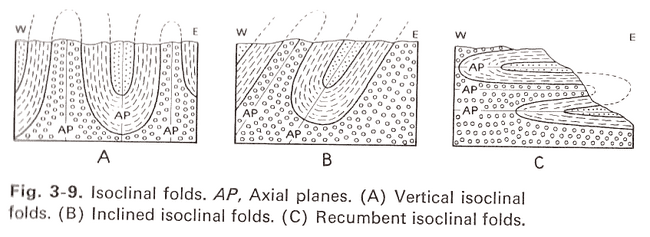 W E
AP AP AP
A
W E
AP AP
B
W E
AP
AP
AP
C
Fig. 3-9. Isoclinal folds. AP, Axial planes. (A) Vertical isoclinal
folds. (B) Inclined isoclinal folds. (C) Recumbent isoclinal folds.